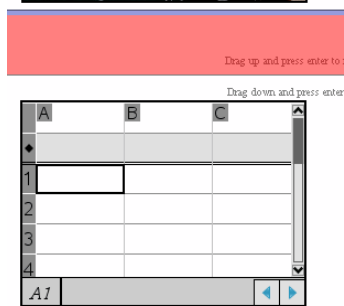 Drag up and press enter to
Drag down and press enter
A B C
◆
1
2
3
4
A1